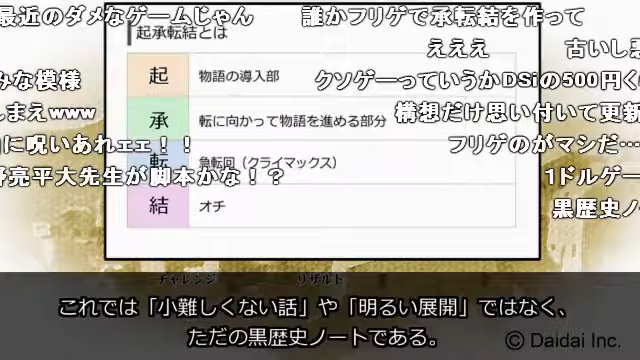 最近のダメなゲームじゃん
誰かフリゲで承転結を作って
起承転結とは
えええ
古いし悪
みな模様
クソゲーっていうかDSiの500円く
起
物語の導入部
しまえwww
構想だけ思い付いて更新
承
転に向かって物語を進める部分
に呪いあれェェ！！
フリゲのがマシだ…
転
急転回（クライマックス）
野亮平大先生が脚本かな！？
1ドルゲー
結
オチ
黒歴史ノー
チャレンジ
リザルト
これでは「小難しくない話」や「明るい展開」ではなく、
ただの黒歴史ノートである。
© Daidai Inc.